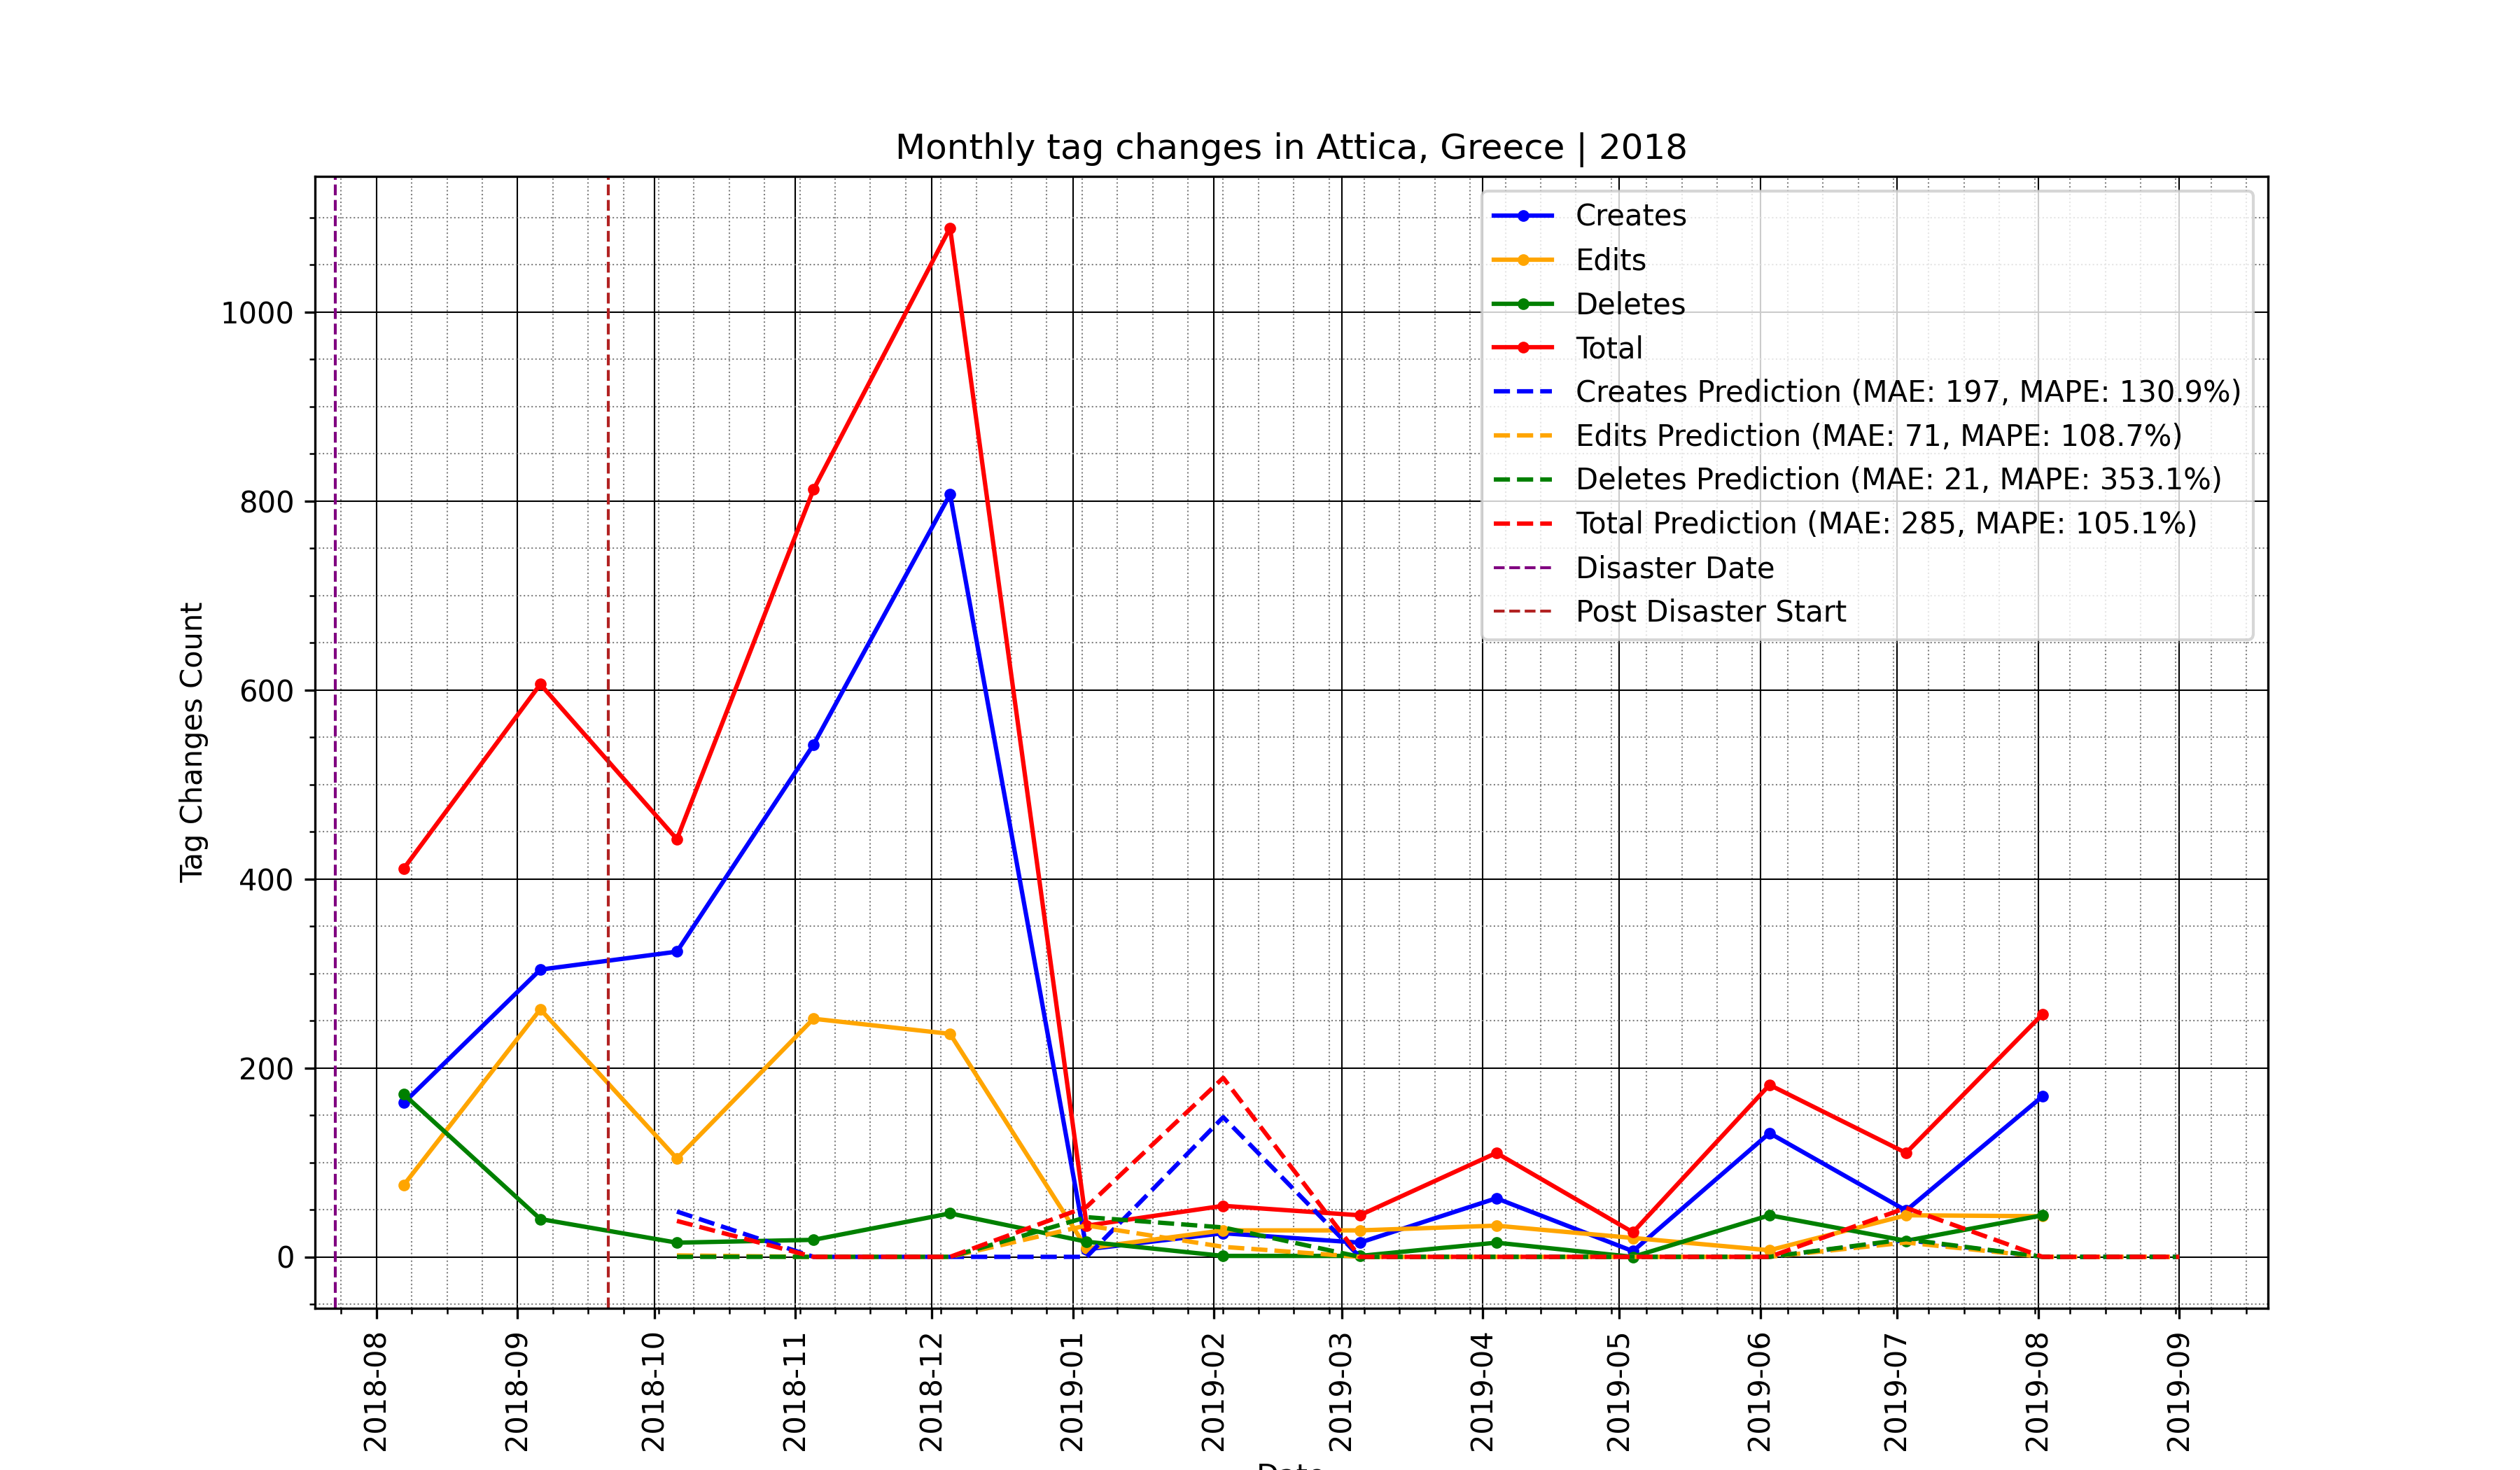 Monthly tag changes in Attica, Greece | 2018
Creates
Edits
Deletes
Total
Creates Prediction (MAE: 197, MAPE: 130.9%)
Edits Prediction (MAE: 71, MAPE: 108.7%)
Deletes Prediction (MAE: 21, MAPE: 353.1%)
Total Prediction (MAE: 285, MAPE: 105.1%)
Disaster Date
Post Disaster Start
Tag Changes Count
1000
800
600
400
200
0
2018-08
2018-09
2018-10
2018-11
2018-12
2019-01
2019-02
2019-03
2019-04
2019-05
2019-06
2019-07
2019-08
2019-09
Date